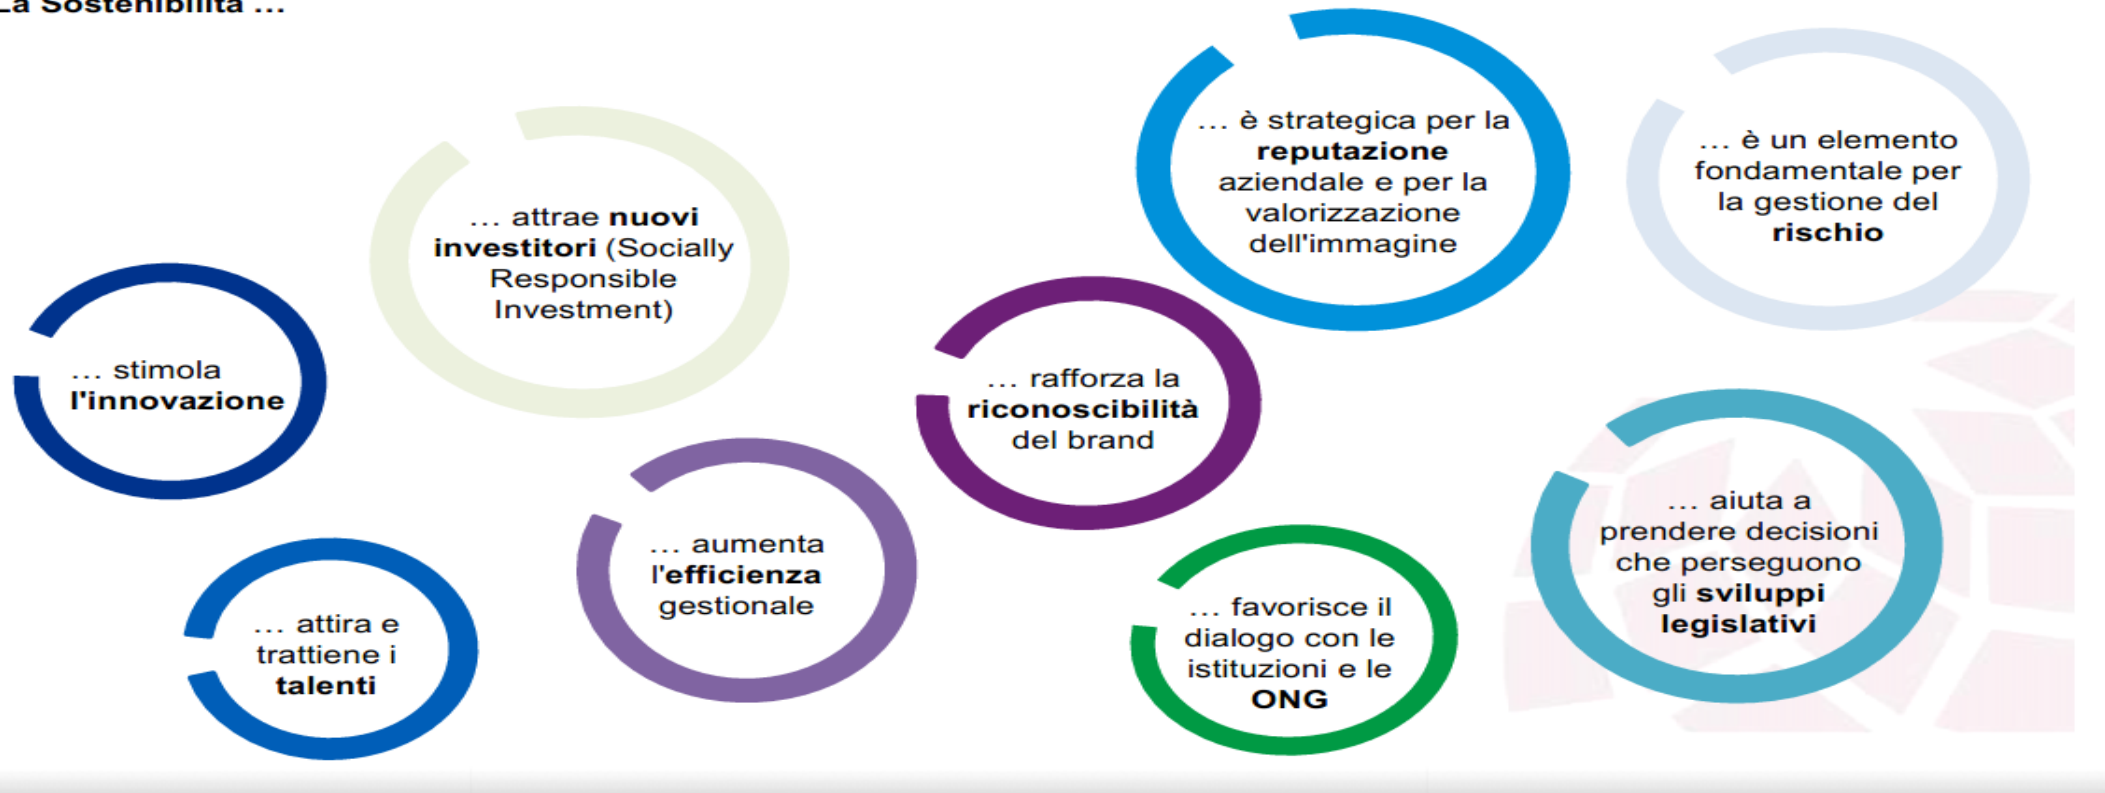 La Sostenibilità ...
... stimola
l'innovazione
... attrae nuovi
investitori (Socially
Responsible
Investment)
... attira e
trattiene i
talenti
... aumenta
l'efficienza
gestionale
... rafforza la
riconoscibilità
del brand
... è strategica per la
reputazione
aziendale e per la
valorizzazione
dell'immagine
... favorisce il
dialogo con le
istituzioni e le
ONG
... è un elemento
fondamentale per
la gestione del
rischio
... aiuta a
prendere decisioni
che perseguono
gli sviluppi
legislativi